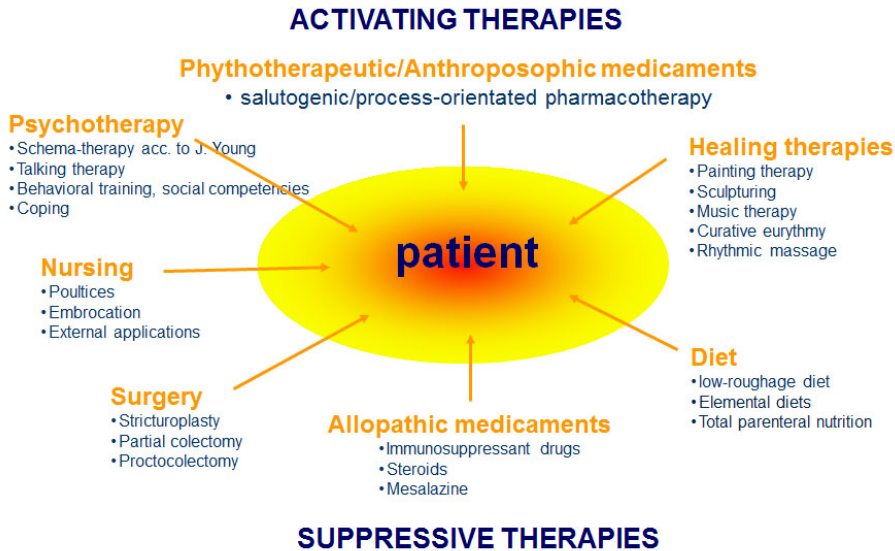 ACTIVATING THERAPIES
Phythotherapeutic/Anthroposophic medicaments
• salutogenic/process-orientated pharmacotherapy
Psychotherapy
• Schema-therapy acc. to J. Young
• Talking therapy
• Behavioral training, social competencies
• Coping
Healing therapies
• Painting therapy
• Sculpturing
• Music therapy
• Curative eurythmy
• Rhythmic massage
patient
Nursing
• Poultices
• Embrocation
• External applications
Diet
• low-roughage diet
• Elemental diets
• Total parenteral nutrition
Surgery
• Stricturoplasty
• Partial colectomy
• Proctocolectomy
Allopathic medicaments
• Immunosuppressant drugs
• Steroids
• Mesalazine
SUPPRESSIVE THERAPIES